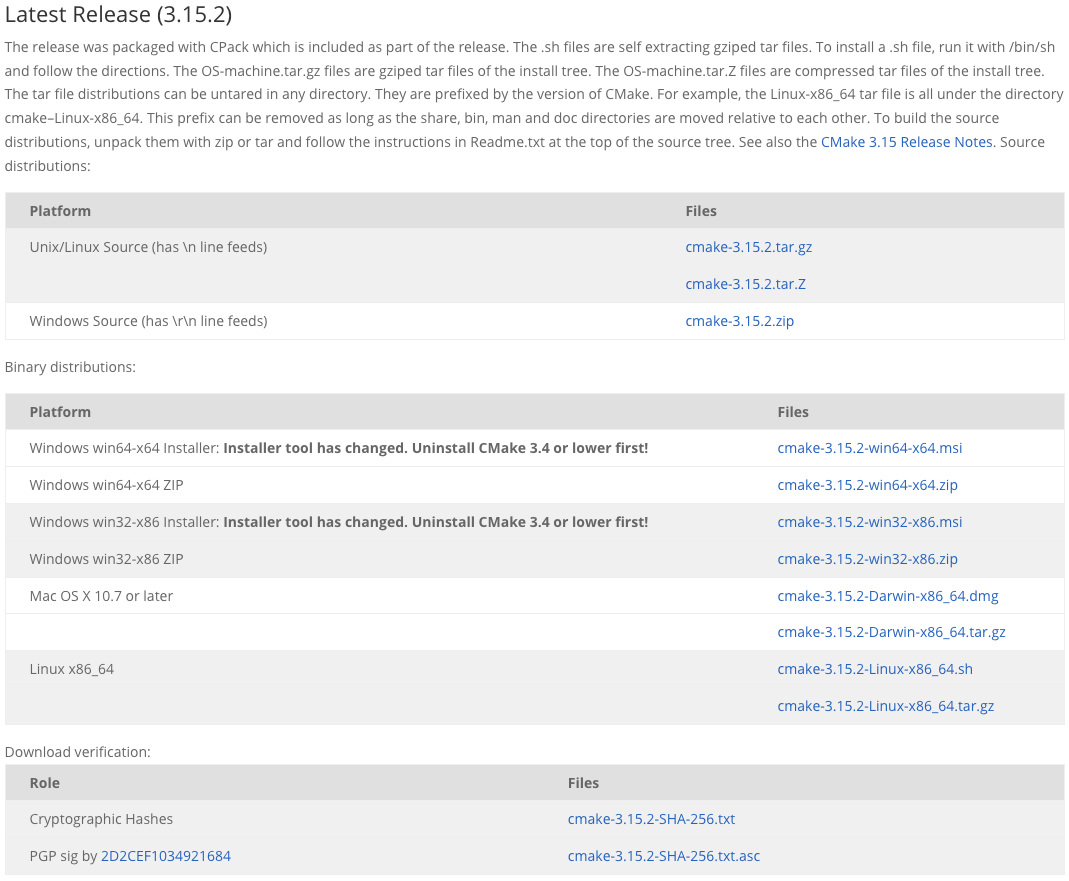 Latest Release (3.15.2)
The release was packaged with CPack which is included as part of the release. The .sh files are self extracting gziped tar files. To install a .sh file, run it with /bin/sh
and follow the directions. The OS-machine.tar.gz files are gziped tar files of the install tree. The OS-machine.tar.Z files are compressed tar files of the install tree.
The tar file distributions can be untared in any directory. They are prefixed by the version of CMake. For example, the Linux-x86_64 tar file is all under the directory
cmake–Linux-x86_64. This prefix can be removed as long as the share, bin, man and doc directories are moved relative to each other. To build the source
distributions, unpack them with zip or tar and follow the instructions in Readme.txt at the top of the source tree. See also the CMake 3.15 Release Notes. Source
distributions:
Platform Files
Unix/Linux Source (has \n line feeds) cmake-3.15.2.tar.gz
cmake-3.15.2.tar.Z
Windows Source (has \r\n line feeds) cmake-3.15.2.zip
Binary distributions:
Platform Files
Windows win64-x64 Installer: Installer tool has changed. Uninstall CMake 3.4 or lower first! cmake-3.15.2-win64-x64.msi
Windows win64-x64 ZIP cmake-3.15.2-win64-x64.zip
Windows win32-x86 Installer: Installer tool has changed. Uninstall CMake 3.4 or lower first! cmake-3.15.2-win32-x86.msi
Windows win32-x86 ZIP cmake-3.15.2-win32-x86.zip
Mac OS X 10.7 or later cmake-3.15.2-Darwin-x86_64.dmg
cmake-3.15.2-Darwin-x86_64.tar.gz
Linux x86_64 cmake-3.15.2-Linux-x86_64.sh
cmake-3.15.2-Linux-x86_64.tar.gz
Download verification:
Role Files
Cryptographic Hashes cmake-3.15.2-SHA-256.txt
PGP sig by 2D2CEF1034921684 cmake-3.15.2-SHA-256.txt.asc